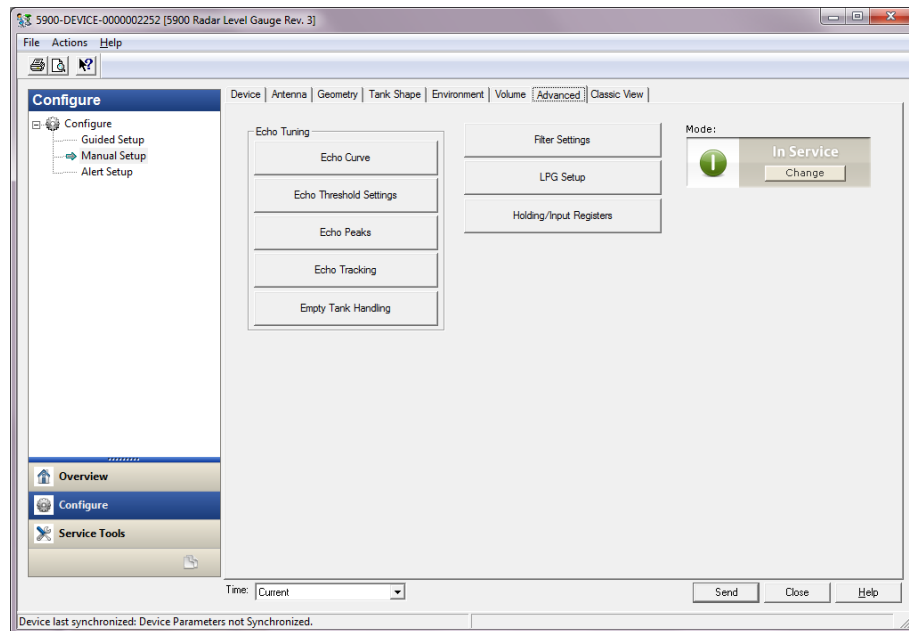 5900-DEVICE-0000002252 [5900 Radar Level Gauge Rev. 3]
File Actions Help
Configure
Configure
Guided Setup
Manual Setup
Alert Setup
Overview
Configure
Service Tools
Device Antenna Geometry Tank Shape Environment Volume Advanced Classic View
Echo Tuning
Echo Curve
Echo Threshold Settings
Echo Peaks
Echo Tracking
Empty Tank Handling
Filter Settings
LPG Setup
Holding/Input Registers
Mode:
In Service
Change
Time: Current
Send Close Help
Device last synchronized: Device Parameters not Synchronized.